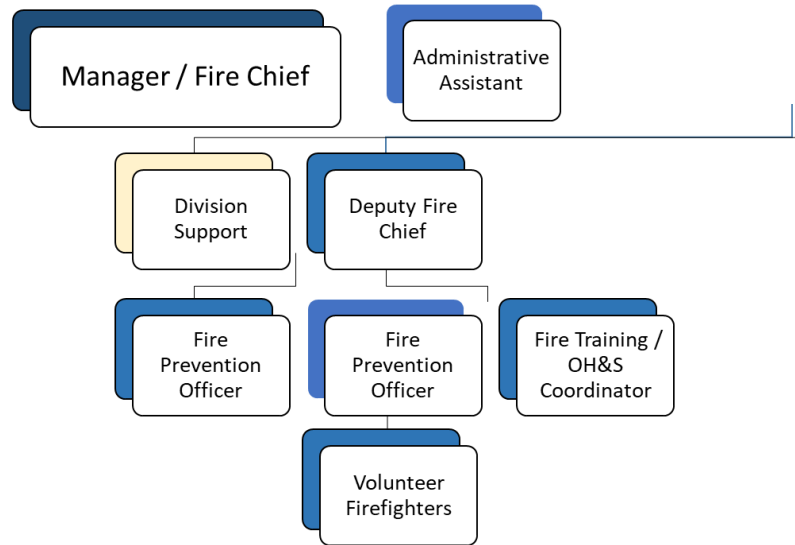 Manager / Fire Chief
Administrative
Assistant
Division
Support
Deputy Fire
Chief
Fire
Prevention
Officer
Fire
Prevention
Officer
Fire Training /
OH&S
Coordinator
Volunteer
Firefighters